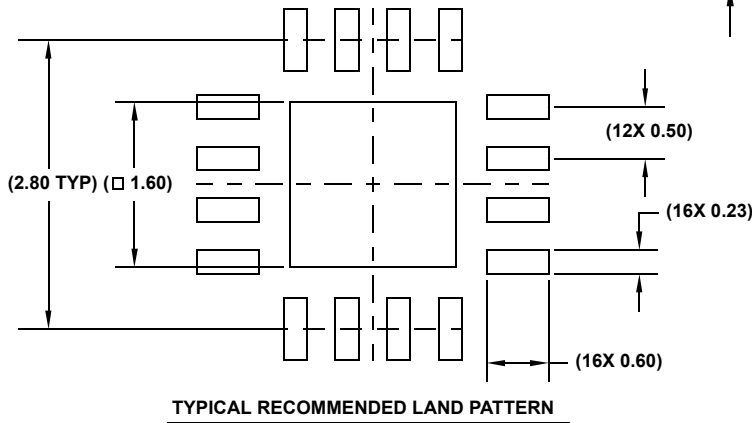 (12X 0.50)
(2.80 TYP) (□ 1.60)
(16X 0.23)
(16X 0.60)
TYPICAL RECOMMENDED LAND PATTERN